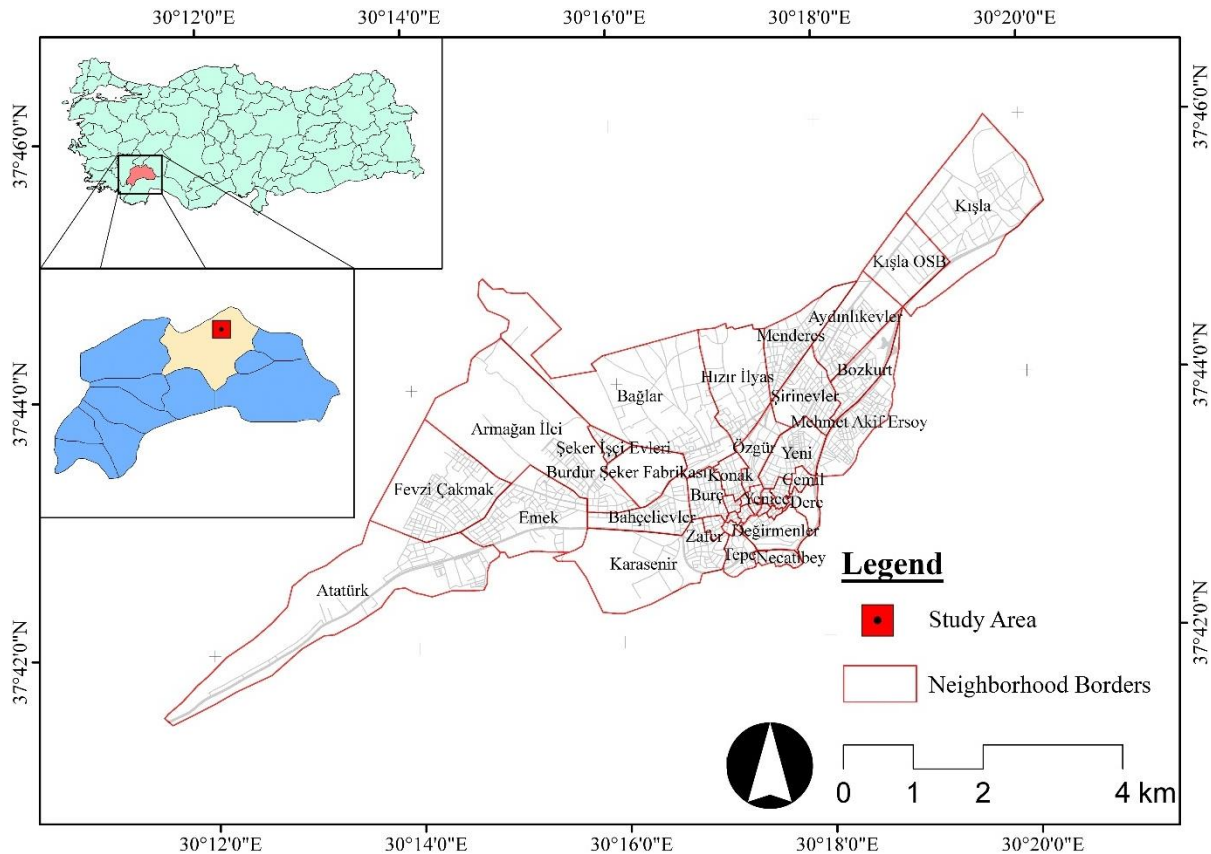 30°12'0"E
30°14'0"E
30°16'0"E
30°18'0"E
30°20'0"E
37°46'0"N
37°46'0"N
Kışla
Kışla OSB
Aydınlıkevler
Menderes
37°44'0"N
37°44'0"N
Bozkurt
Hızır İlyas
Bağlar
Şirinevler
Mehmet Akif Ersoy
Armağan İlci
Şeker İşçi Evleri
Özgür
Yeni
Burdur Şeker Fabrikası
Konak
Cemil
Fevzi Çakmak
Burç
Yenice
Dere
Emek
Bahçelievler
Zafer
Değirmenler
Tepe
Necatibey
Karasenir
Atatürk
37°42'0"N
37°42'0"N
Legend
Study Area
Neighborhood Borders
0 1 2 4 km
30°12'0"E
30°14'0"E
30°16'0"E
30°18'0"E
30°20'0"E